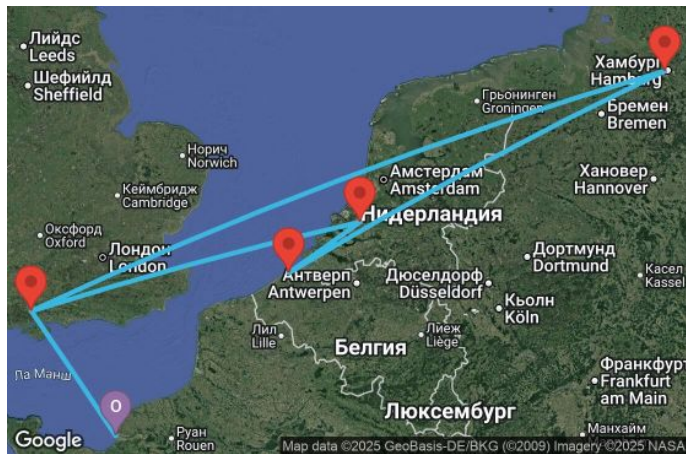 Лийдс
Leeds
Шефийлд
Sheffield
Хамбург
Hamburg
Грьонинген
Groningen
Бремен
Bremen
Норич
Norwich
Амстердам
Amsterdam
Хановер
Hannover
Кеймбридж
Cambridge
Нидерландия
Оксфорд
Oxford
Лондон
London
Дортмунд
Dortmund
Антверп
Antwerpen
Дюселдорф
Düsseldorf
Касел
Kassel
Кьолн
Köln
Лил
Lille
Лиеж
Liège
Белгия
Ла Манш
Франкфурт
Frankfurt
am Main
O
Люксембург
Руан
Rouen
Манхайм
Google
Map data ©2025 GeoBasis-DE/BKG (©2009) Imagery ©2025 NASA